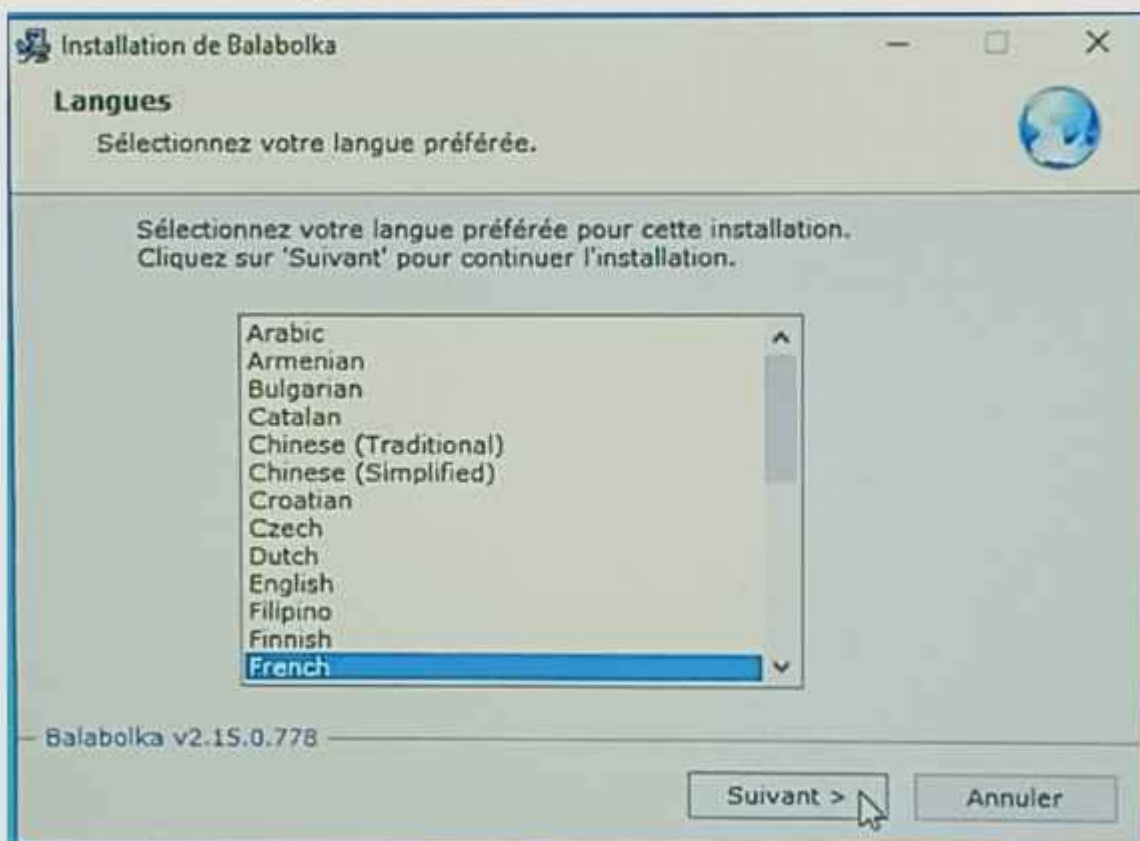 Installation de Balabolka
Langues
Sélectionnez votre langue préférée.
Sélectionnez votre langue préférée pour cette installation.
Cliquez sur 'Suivant' pour continuer l'installation.
Arabic
Armenian
Bulgarian
Catalan
Chinese (Traditional)
Chinese (Simplified)
Croatian
Czech
Dutch
English
Filipino
Finnish
French
Balabolka v2.15.0.778
Suivant >
Annuler